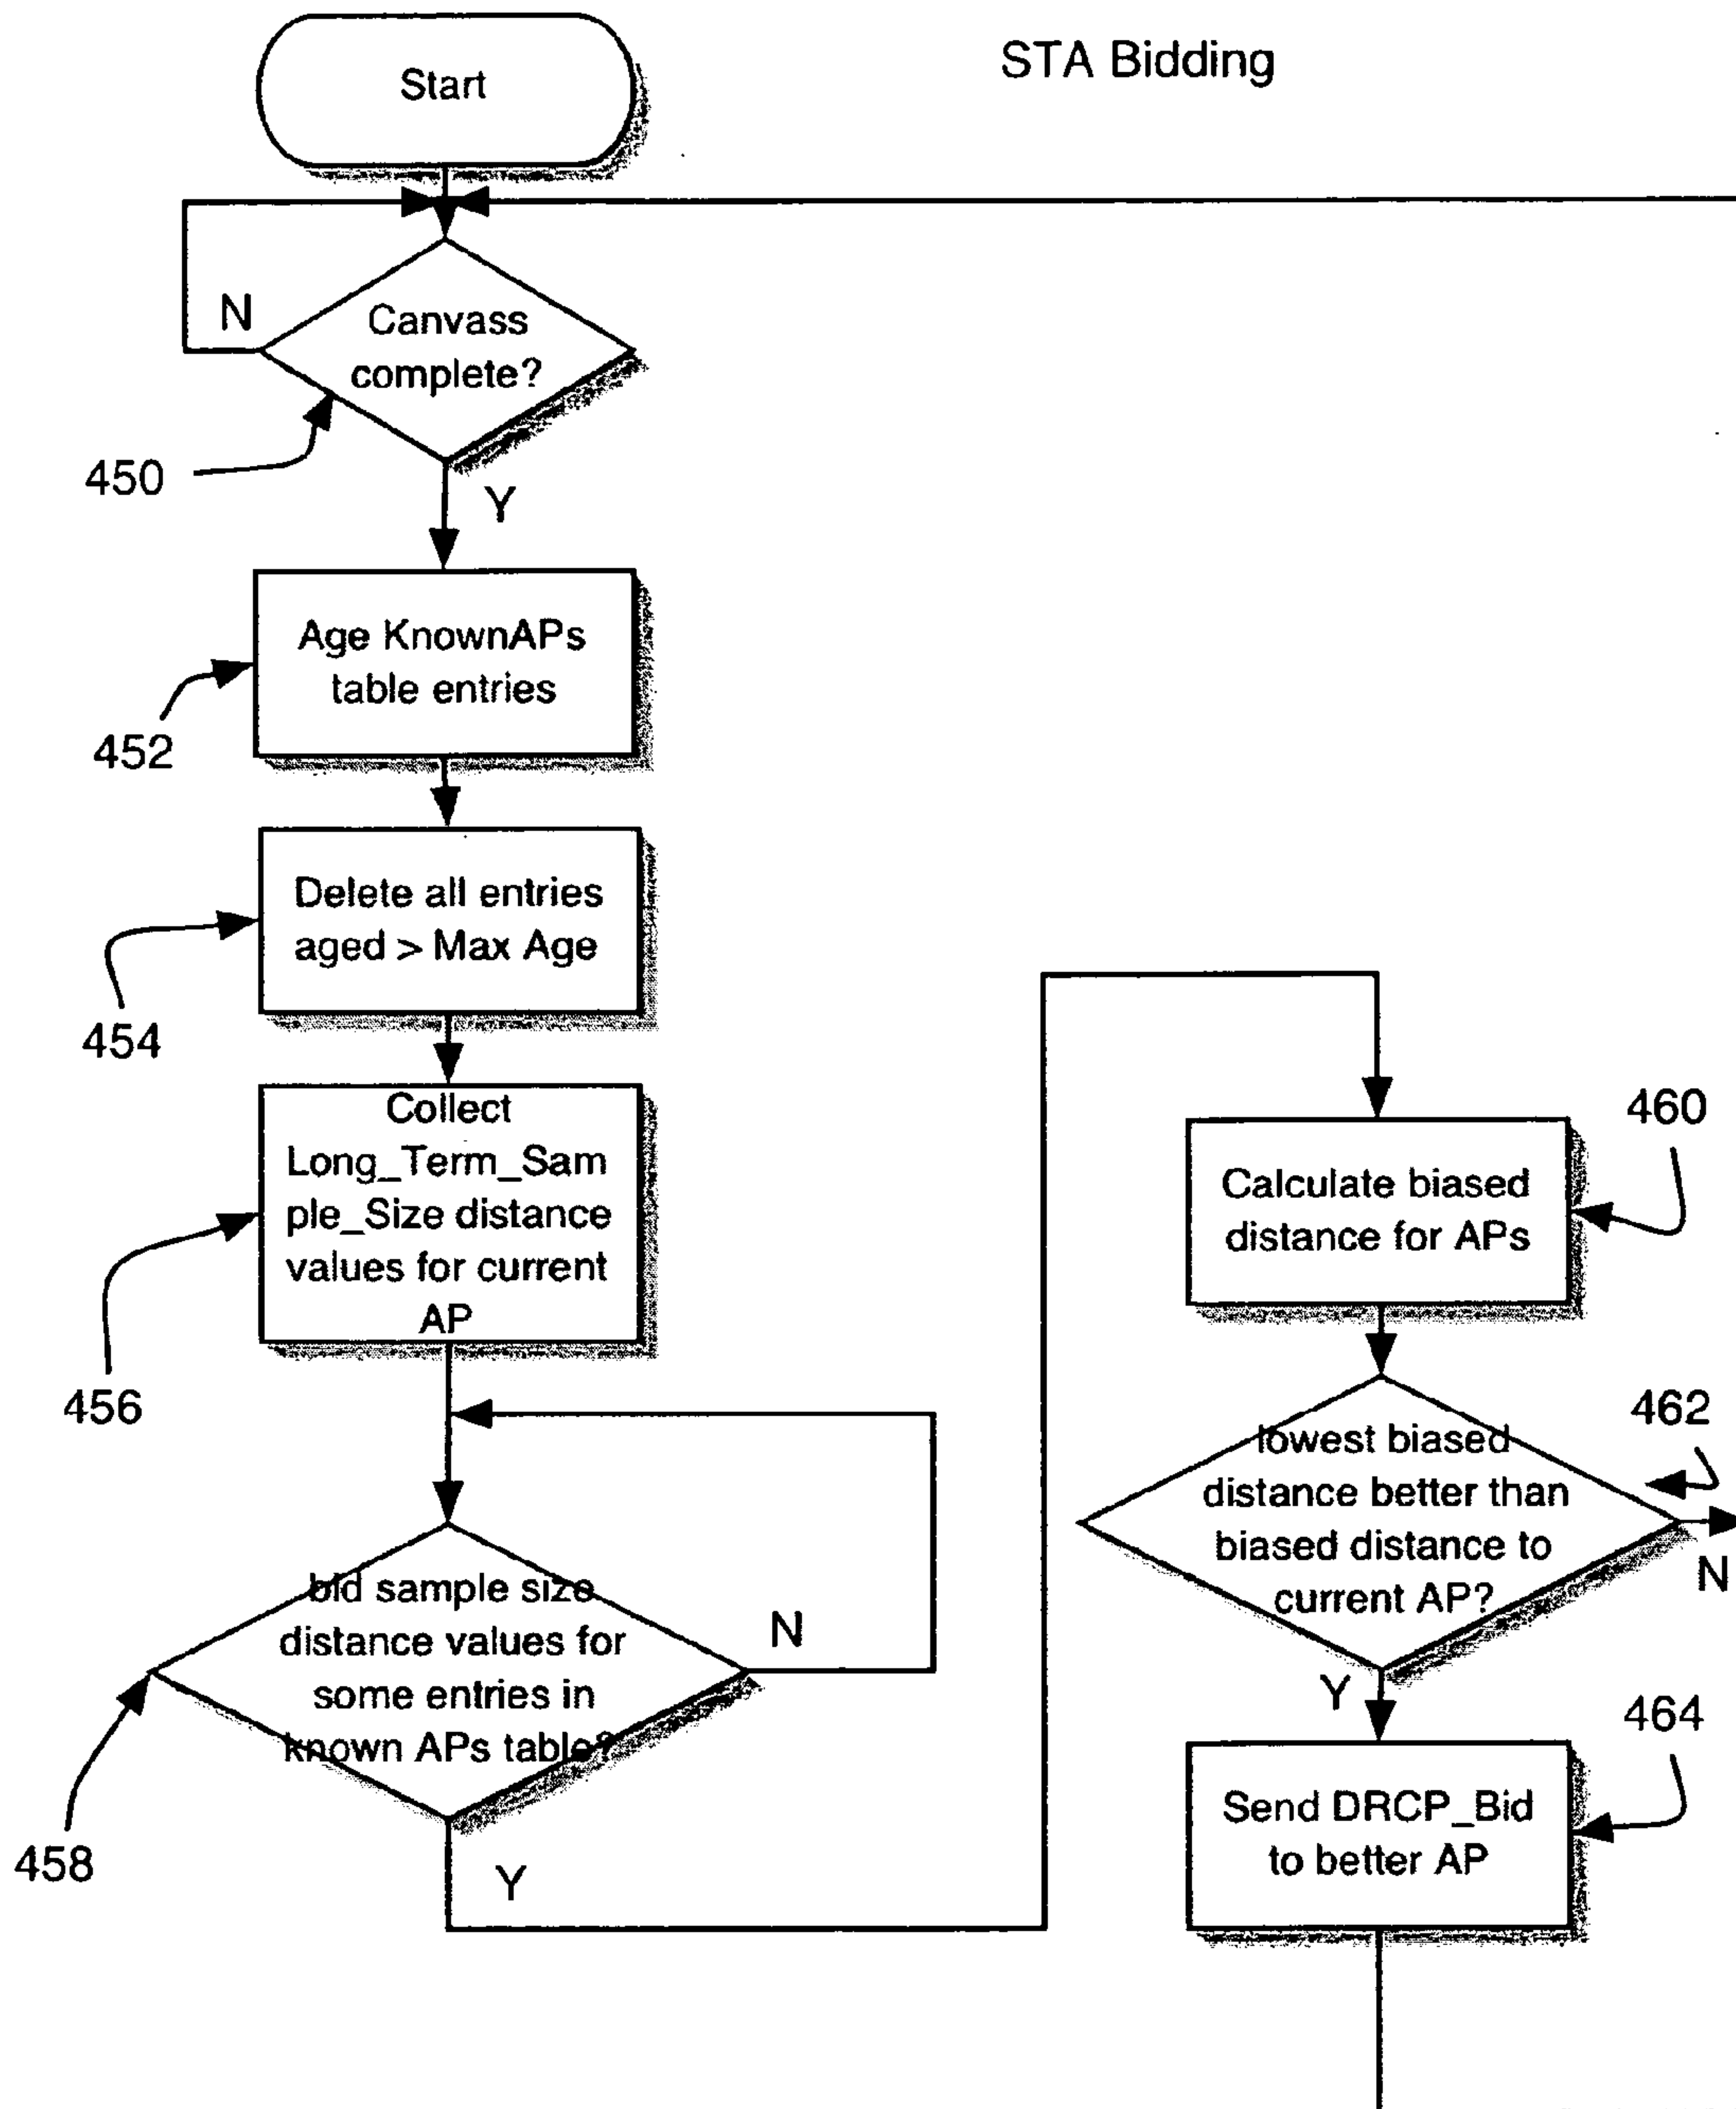 STA Bidding
Start
Canvass
complete?
N
Y
450
Age KnownAPs
table entries
452
Delete all entries
aged > Max Age
454
Collect
Long_Term_Sam
ple_Size distance
values for current
AP
456
bid sample size
distance values for
some entries in
known APs table?
N
Y
458
Calculate biased
distance for APs
460
lowest biased
distance better than
biased distance to
current AP?
462
N
Y
Send DRCP_Bid
to better AP
464